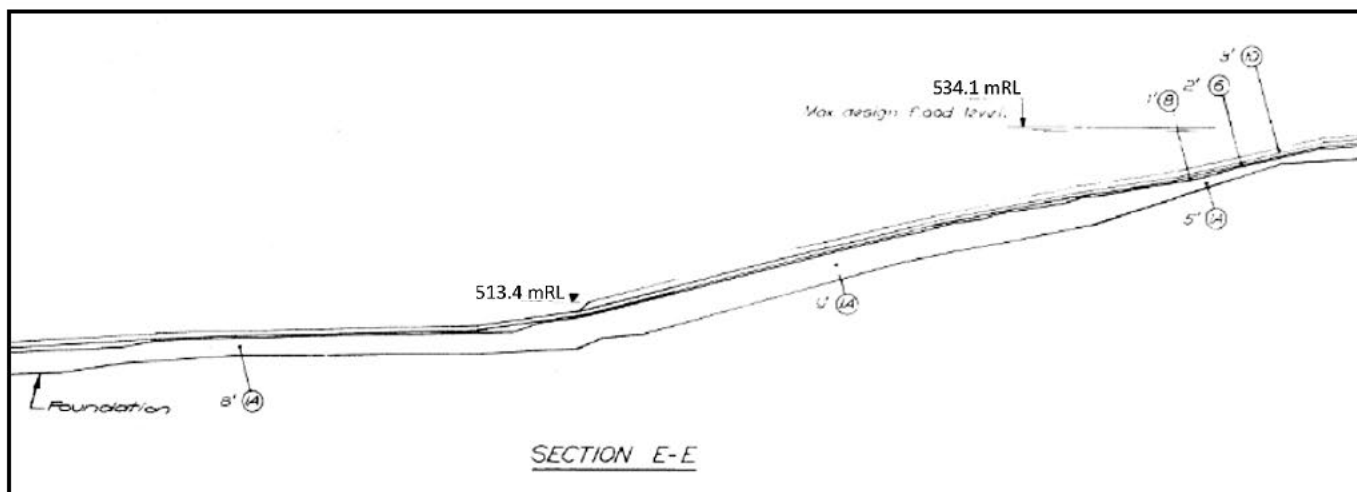 534.1 mRL
Max design flood level.
1' 8
2' 6
3' 10
5' 1A
513.4 mRL
6' 1A
8' 1A
Foundation
SECTION E-E